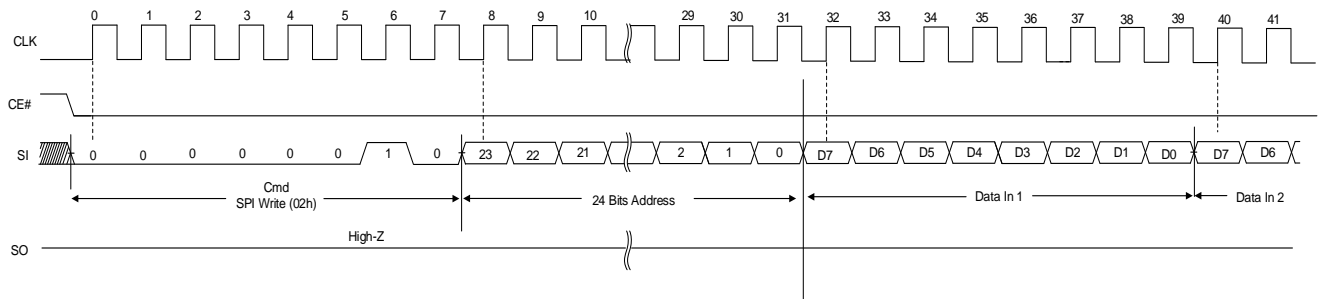 0 1 2 3 4 5 6 7 8 9 10 29 30 31 32 33 34 35 36 37 38 39 40 41
CLK
CE#
SI 0 0 0 0 0 0 1 0 23 22 21 2 1 0 D7 D6 D5 D4 D3 D2 D1 D0 D7 D6
Cmd
SPI Write (02h) 24 Bits Address Data In 1 Data In 2
High-Z
SO